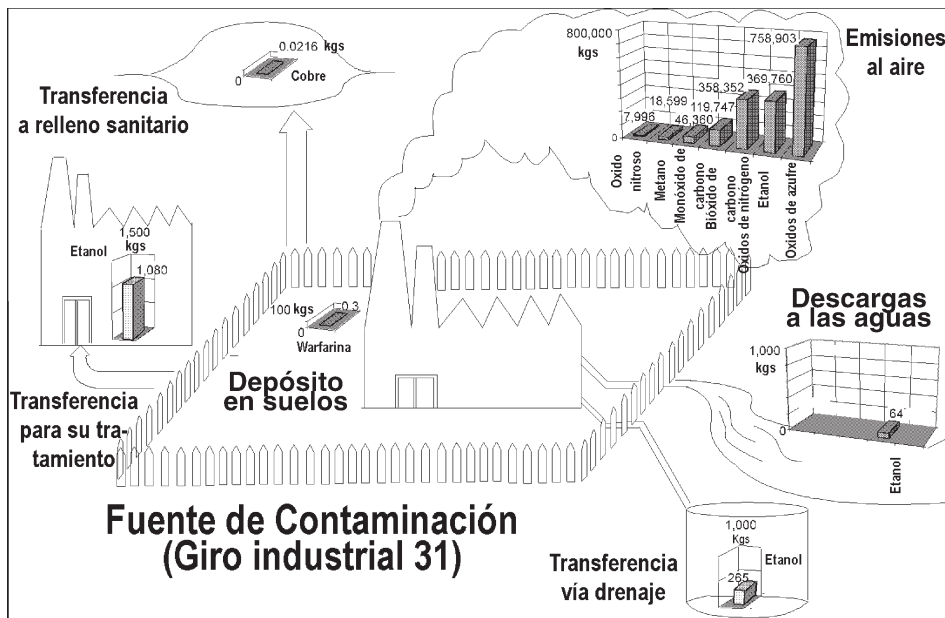 0.0216 kgs
0
Cobre
Transferencia
a relleno sanitario
800,000
kgs
0
7,996
18,599
46,360
119,747
358,352
369,760
758,903
Oxido
nitroso
Metano
Monóxido de
carbono
Bióxido de
carbono
Oxidos de nitrógeno
Etanol
Oxidos de azufre
Emisiones
al aire
Etanol
1,500
kgs
1,080
Transferencia
para su tra-
tamiento
100 kgs
0.3
0
Warfarina
Depósito
en suelos
Descargas
a las aguas
1,000
kgs
0
64
Etanol
Fuente de Contaminación
(Giro industrial 31)
Transferencia
vía drenaje
1,000
Kgs
Etanol
265